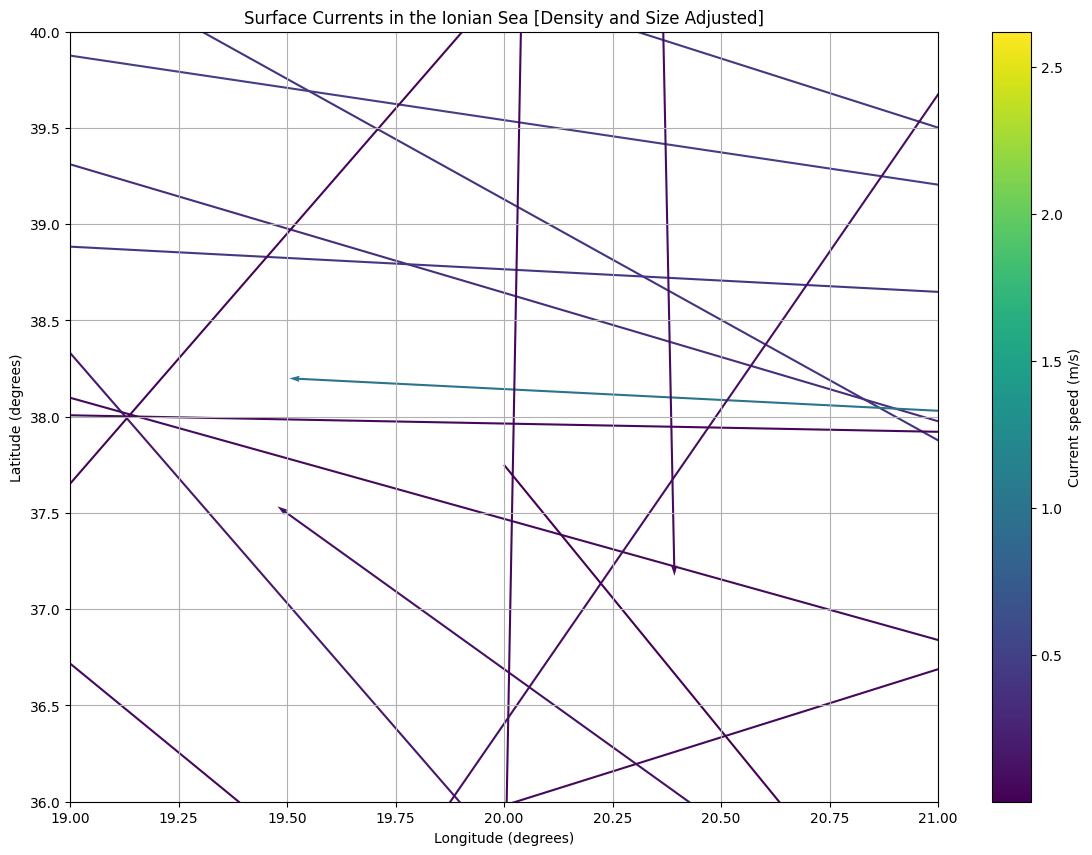 Surface Currents in the Ionian Sea [Density and Size Adjusted]
40.0
39.5
39.0
38.5
38.0
37.5
37.0
36.5
36.0
Latitude (degrees)
19.00 19.25 19.50 19.75 20.00 20.25 20.50 20.75 21.00
Longitude (degrees)
2.5
2.0
1.5
1.0
0.5
Current speed (m/s)